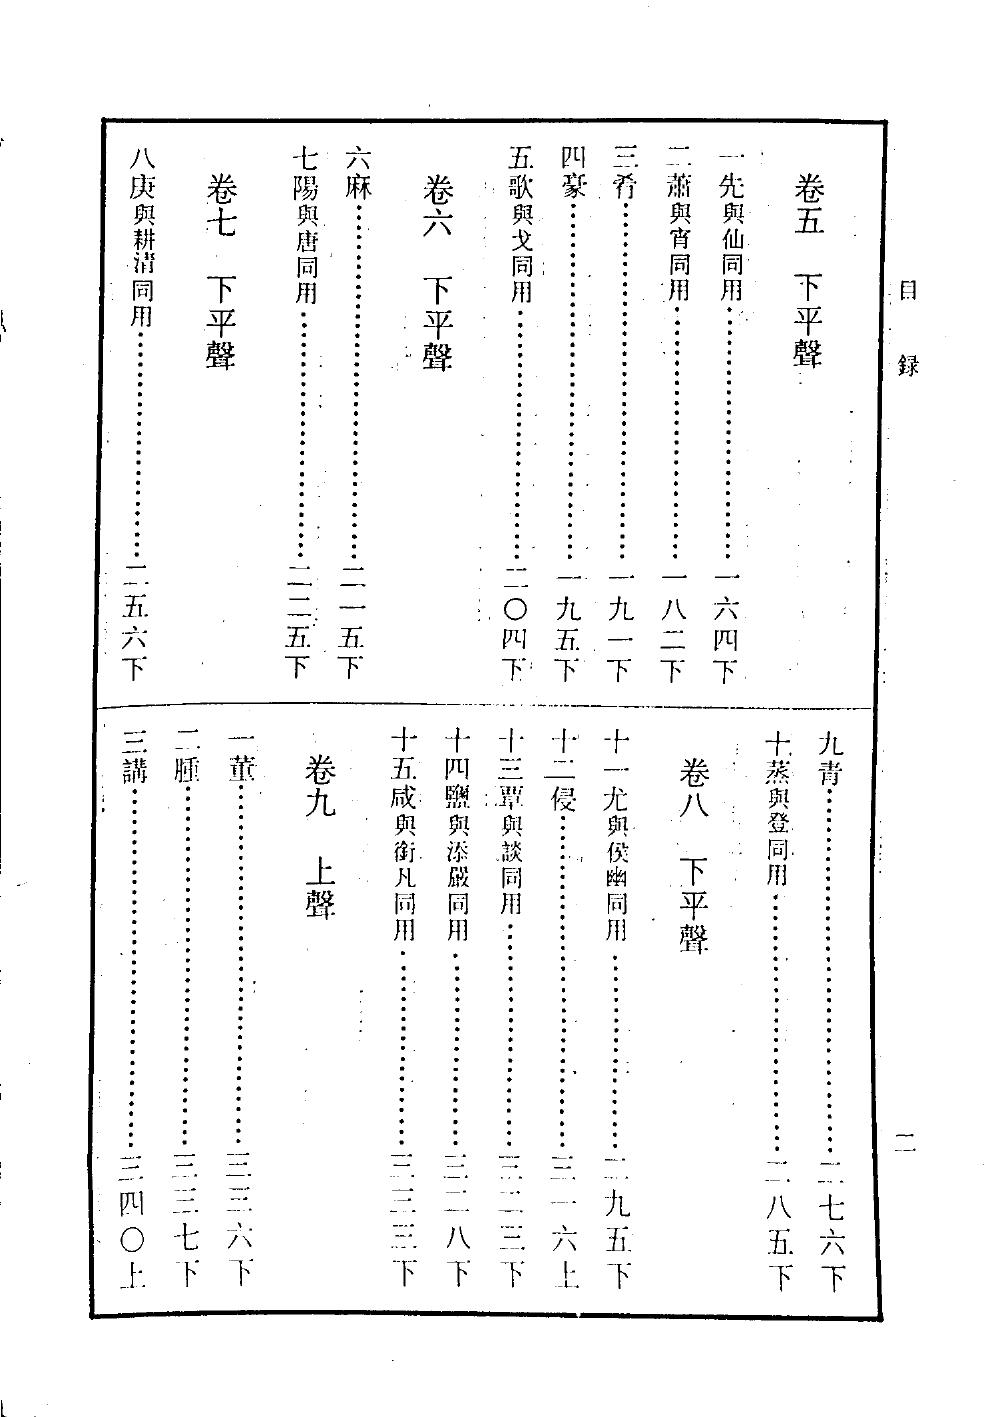 目録
二
卷五　下平聲
一先與仙同用……一六四下
二蕭與宵同用……一八二下
三肴……一九一下
四豪……一九五下
五歌與戈同用……二〇四下
卷六　下平聲
六麻……二一五下
七陽與唐同用……二二五下
卷七　下平聲
八庚與耕清同用……二五六下
九青……二七六下
十蒸與登同用……二八五下
卷八　下平聲
十一尤與侯幽同用……二九五下
十二侵……三一六上
十三覃與談同用……三二三下
十四鹽與添嚴同用……三二八下
十五咸與銜凡同用……三三三下
卷九　上聲
一董……三三六下
二腫……三三七下
三講……三四〇上